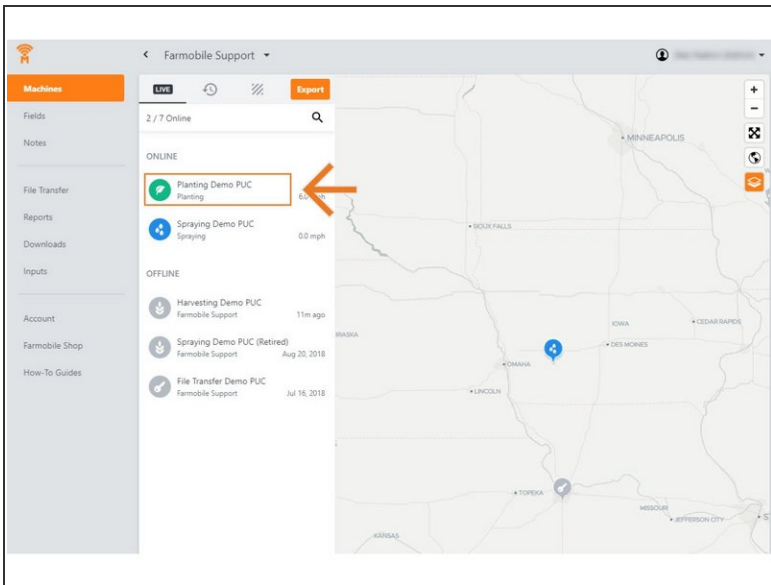 Farmobile Support
Machines
Fields
Notes
File Transfer
Reports
Downloads
Inputs
Account
Farmobile Shop
How-To Guides
LIVE
Export
2 / 7 Online
ONLINE
Planting Demo PUC
Planting
Spraying Demo PUC
Spraying 0.0 mph
OFFLINE
Harvesting Demo PUC
Farmobile Support 11m ago
Spraying Demo PUC (Retired)
Farmobile Support Aug 20, 2018
File Transfer Demo PUC
Farmobile Support Jul 16, 2018
+
−
MINNEAPOLIS
SIOUX FALLS
IOWA
CEDAR RAPIDS
DES MOINES
OMAHA
LINCOLN
TOPEKA
MISSOURI
JEFFERSON CITY
KANSAS